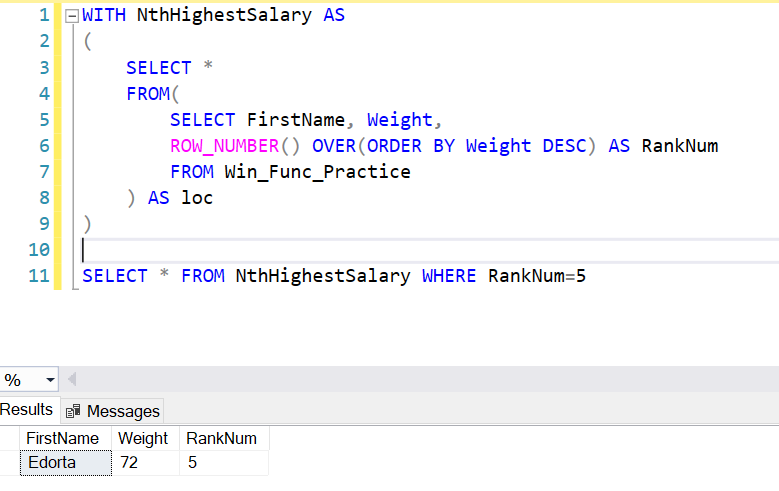 1 WITH NthHighestSalary AS
2 (
3 SELECT *
4 FROM(
5 SELECT FirstName, Weight,
6 ROW_NUMBER() OVER(ORDER BY Weight DESC) AS RankNum
7 FROM Win_Func_Practice
8 ) AS loc
9 )
10
11 SELECT * FROM NthHighestSalary WHERE RankNum=5
%
Results Messages
FirstName Weight RankNum
Edorta 72 5